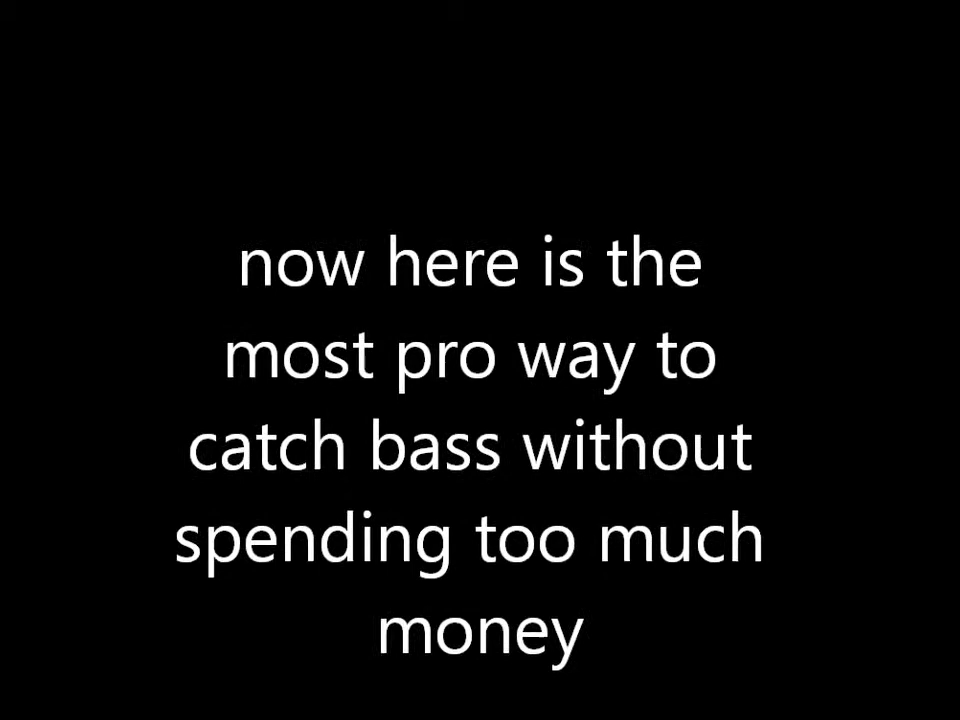 now here is the
most pro way to
catch bass without
spending too much
money